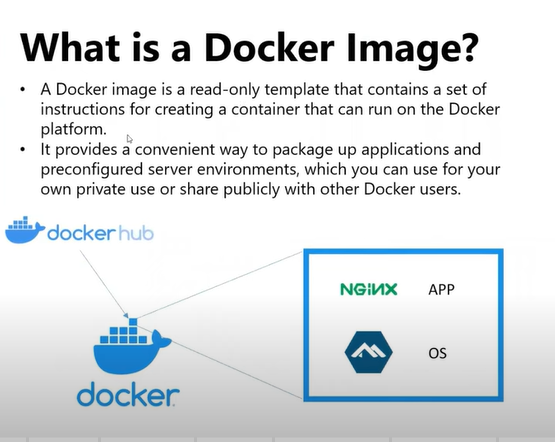 What is a Docker Image?
• A Docker image is a read-only template that contains a set of
instructions for creating a container that can run on the Docker
platform.
• It provides a convenient way to package up applications and
preconfigured server environments, which you can use for your
own private use or share publicly with other Docker users.
docker hub
NGINX APP
OS
docker